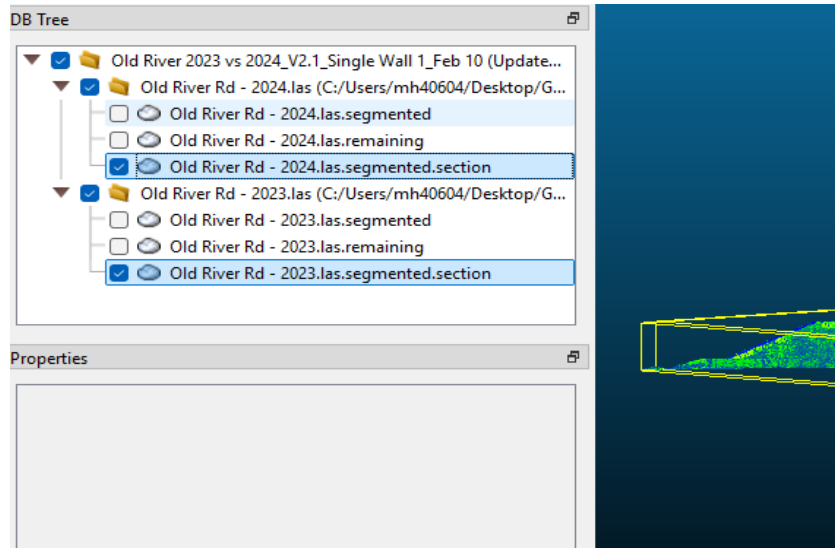 DB Tree
Old River 2023 vs 2024_V2.1_Single Wall 1_Feb 10 (Update...
Old River Rd - 2024.las (C:/Users/mh40604/Desktop/G...
Old River Rd - 2024.las.segmented
Old River Rd - 2024.las.remaining
Old River Rd - 2024.las.segmented.section
Old River Rd - 2023.las (C:/Users/mh40604/Desktop/G...
Old River Rd - 2023.las.segmented
Old River Rd - 2023.las.remaining
Old River Rd - 2023.las.segmented.section
Properties